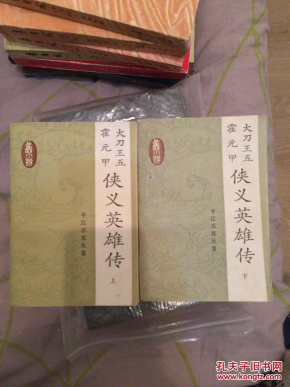 大刀王五
霍元甲
侠义英雄传
上
平江不肖生著
大刀王五
霍元甲
侠义英雄传
下
平江不肖生著
孔夫子旧书网